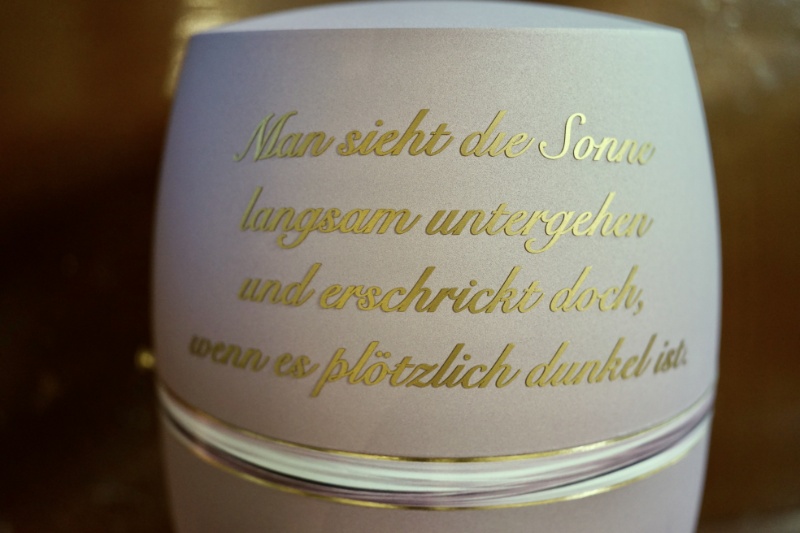 Man sieht die Sonne
langsam untergehen
und erschrickt doch,
wenn es plötzlich dunkel ist.